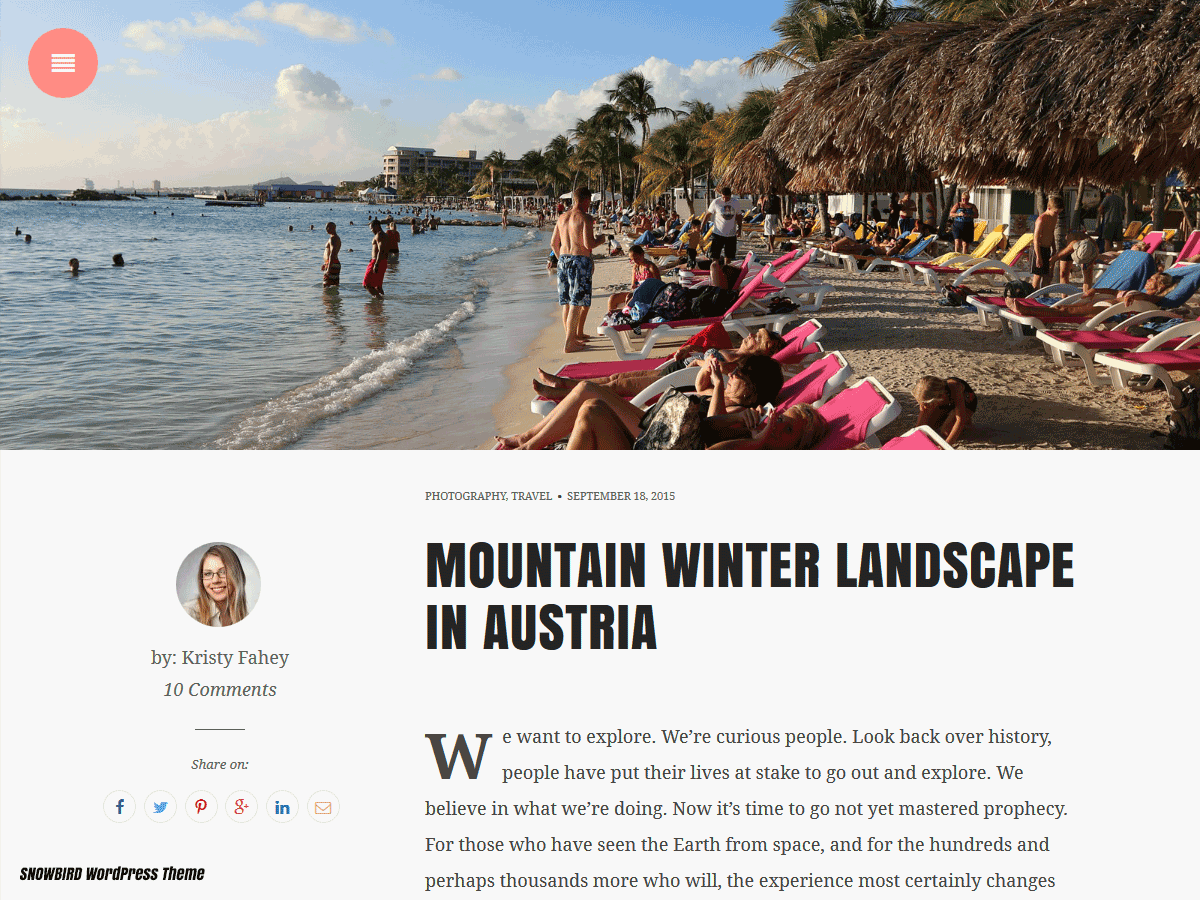 PHOTOGRAPHY, TRAVEL • SEPTEMBER 18, 2015
MOUNTAIN WINTER LANDSCAPE
IN AUSTRIA
by: Kristy Fahey
10 Comments
Share on:
We want to explore. We’re curious people. Look back over history,
people have put their lives at stake to go out and explore. We
believe in what we’re doing. Now it’s time to go not yet mastered prophecy.
For those who have seen the Earth from space, and for the hundreds and
perhaps thousands more who will, the experience most certainly changes
SNOWBIRD WordPress Theme